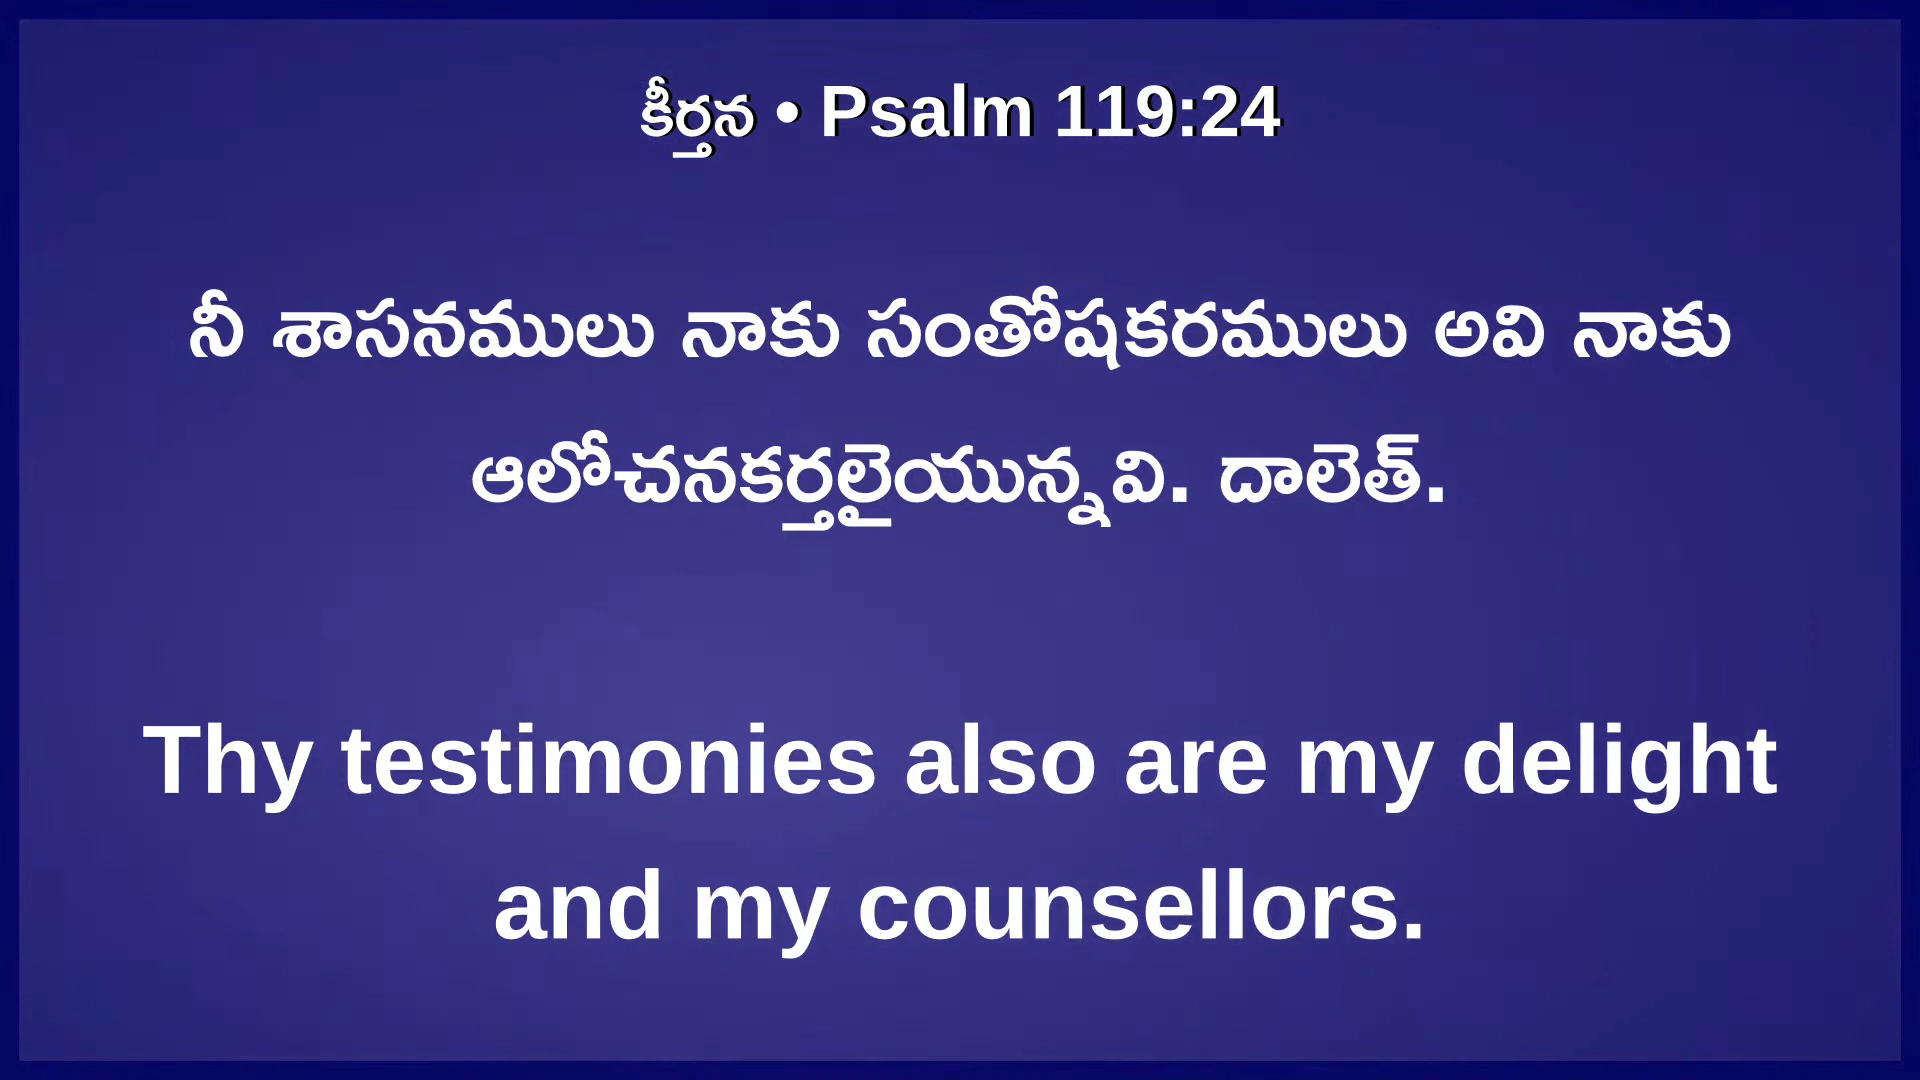 కీర్తన • Psalm 119:24
నీ శాసనములు నాకు సంతోషకరములు అవి నాకు
ఆలోచనకర్తలైయున్నవి. దాలెత్.
Thy testimonies also are my delight
and my counsellors.